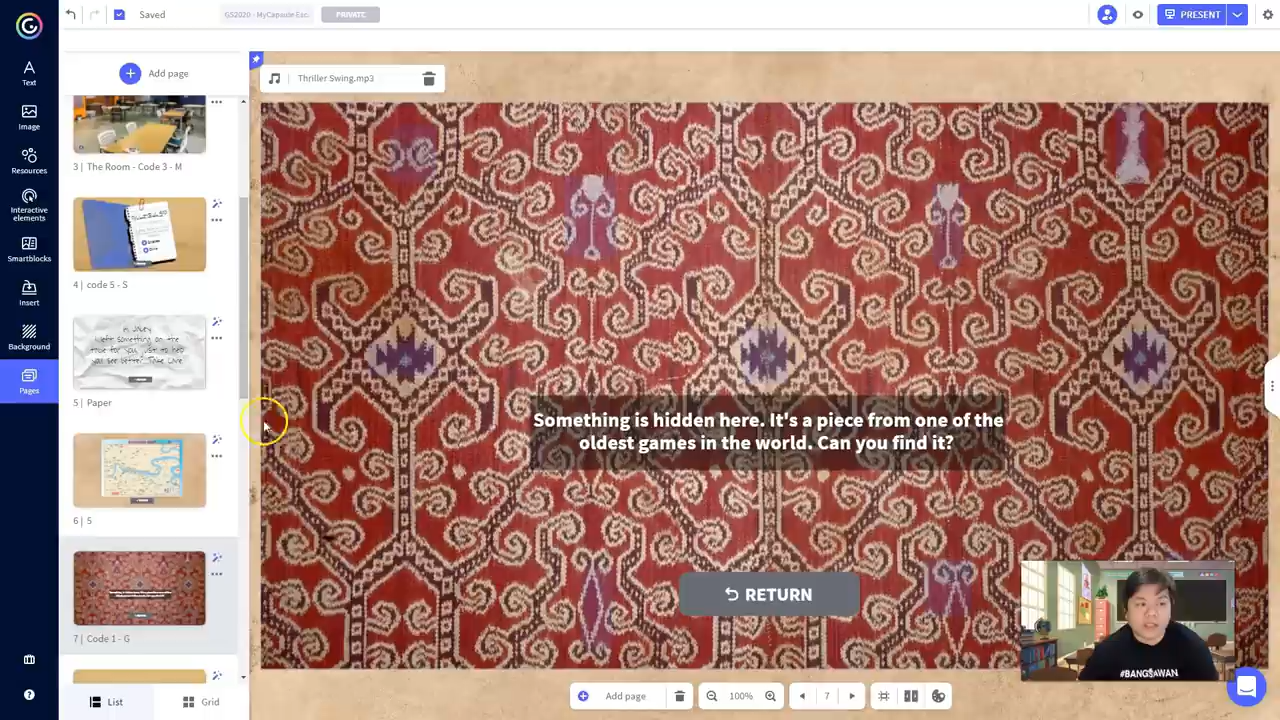 Saved
GS2020 - MyCapsule Esc.
PRIVATE
PRESENT
Text
Image
Resources
Interactive
elements
Smartblocks
Insert
Background
Pages
Add page
3 | The Room - Code 3 - M
4 | code 5 - S
5 | Paper
6 | 5
7 | Code 1 - G
List
Grid
Thriller Swing.mp3
Something is hidden here. It's a piece from one of the
oldest games in the world. Can you find it?
RETURN
Add page
100%
7